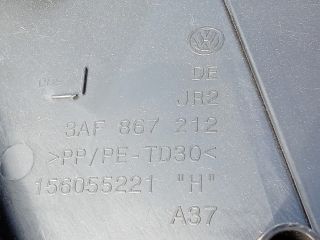 DE
JR2
3AF 867 212
>PP/PE-TD30<
156055221 "H"
A37